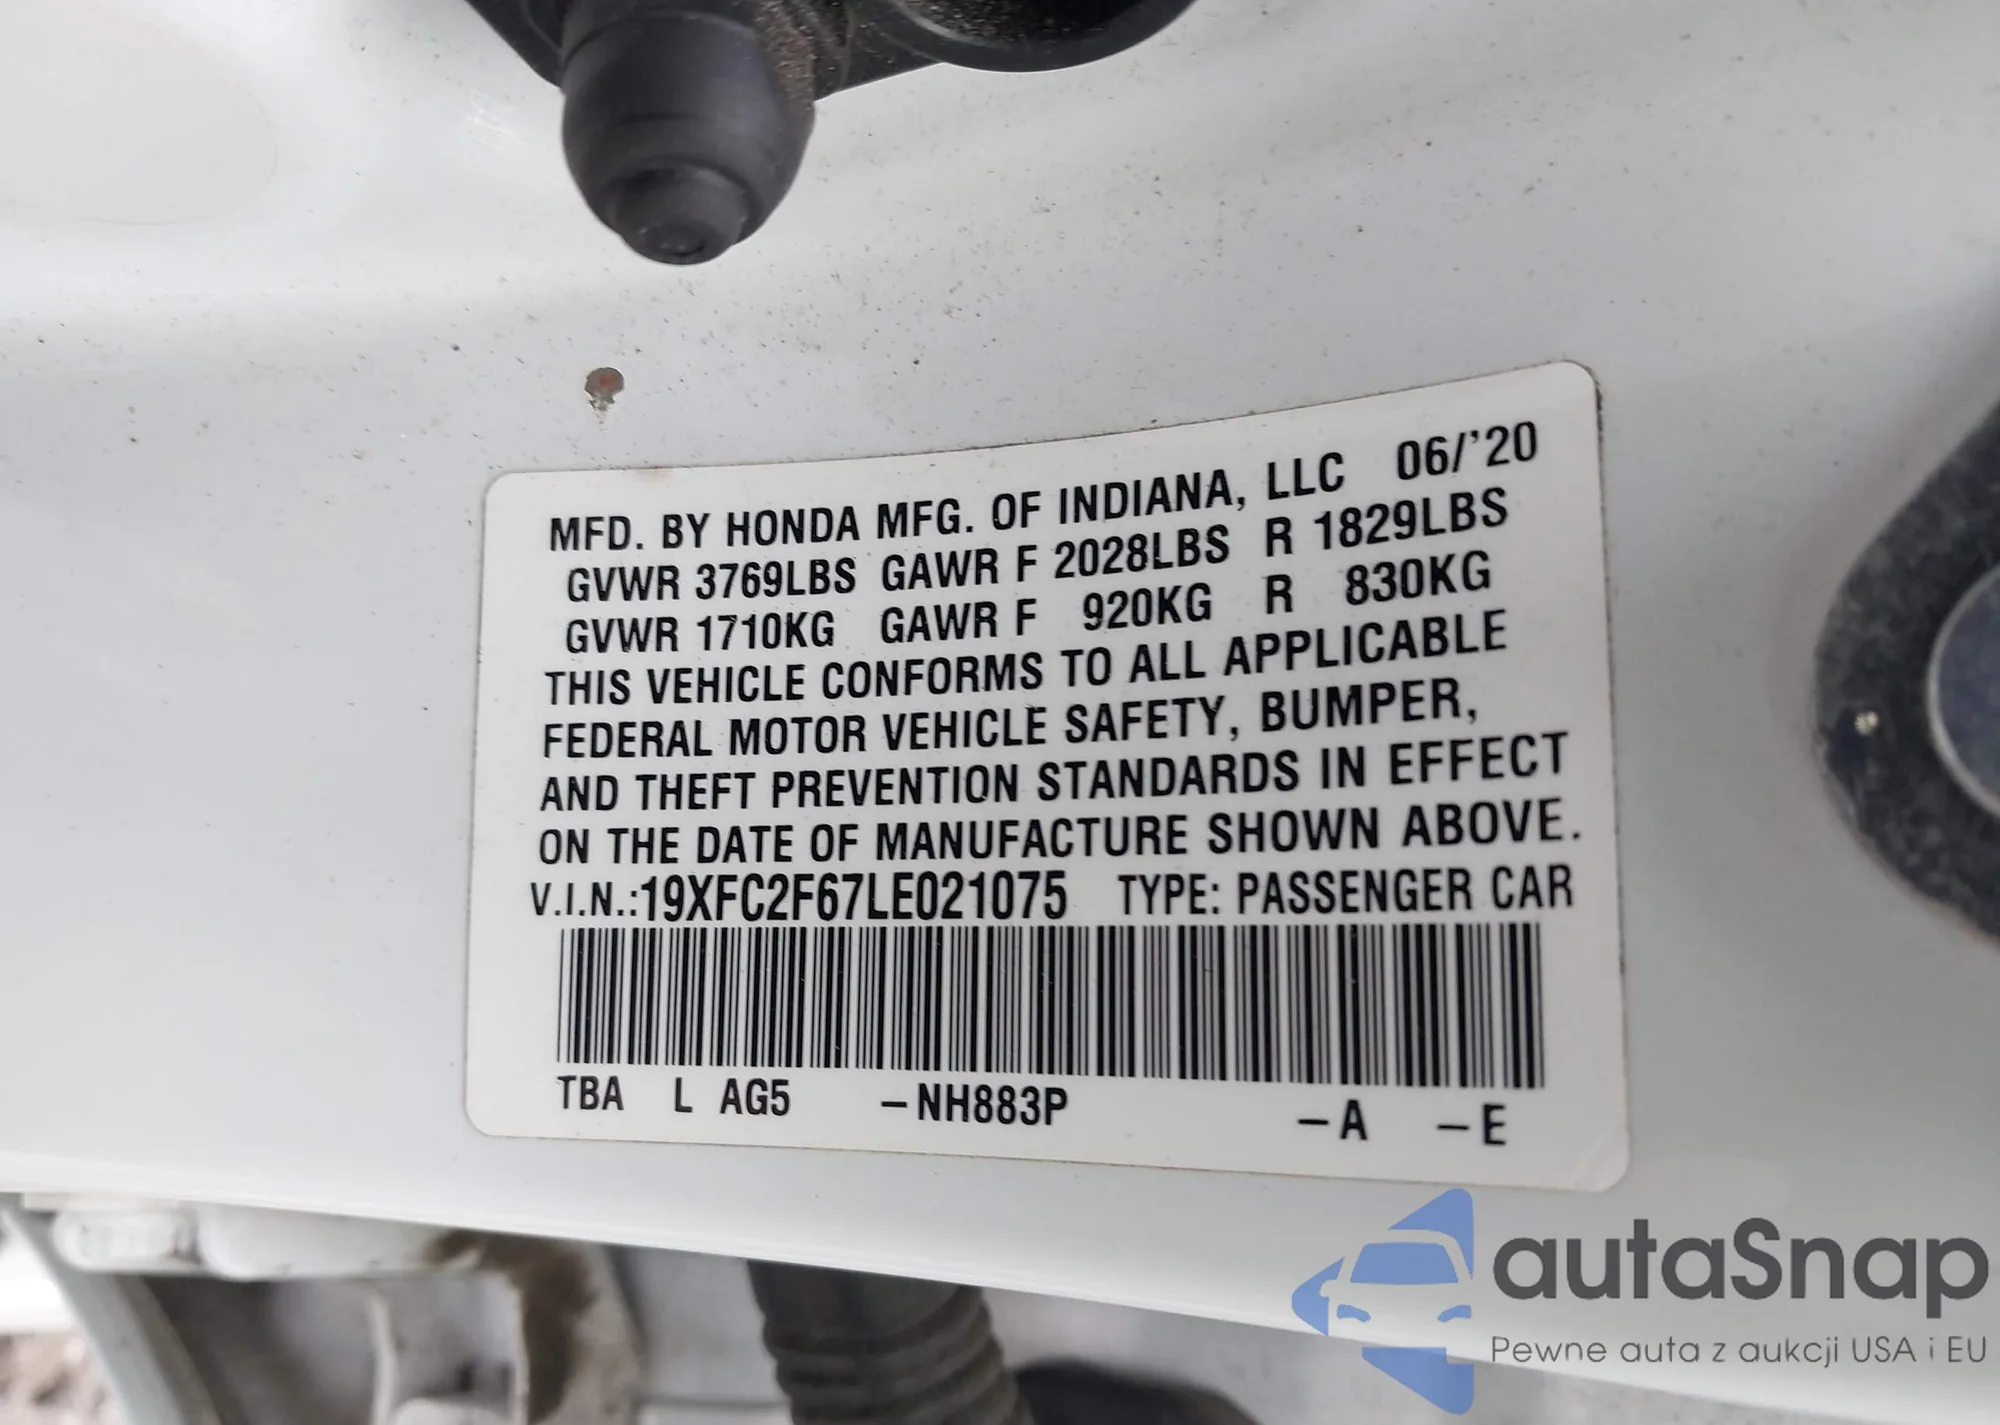 MFD. BY HONDA MFG. OF INDIANA, LLC 06/'20
GVWR 3769LBS GAWR F 2028LBS R 1829LBS
GVWR 1710KG GAWR F 920KG R 830KG
THIS VEHICLE CONFORMS TO ALL APPLICABLE
FEDERAL MOTOR VEHICLE SAFETY, BUMPER,
AND THEFT PREVENTION STANDARDS IN EFFECT
ON THE DATE OF MANUFACTURE SHOWN ABOVE.
V.I.N.:19XFC2F67LE021075 TYPE: PASSENGER CAR
TBA L AG5 -NH883P -A -E
autaSnap
Pewne auta z aukcji USA i EU